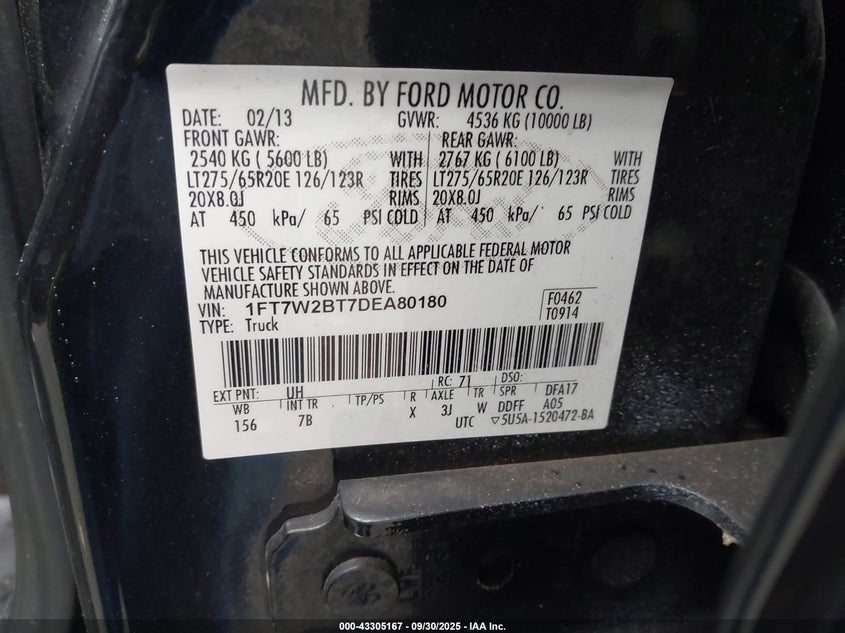 MFD. BY FORD MOTOR CO.
DATE: 02/13 GVWR: 4536 KG (10000 LB)
FRONT GAWR: REAR GAWR:
2540 KG ( 5600 LB) WITH 2767 KG ( 6100 LB) WITH
LT275/65R20E 126/123R TIRES LT275/65R20E 126/123R TIRES
20X8.0J RIMS 20X8.0J RIMS
AT 450 kPa/ 65 PSI COLD AT 450 kPa/ 65 PSI COLD
THIS VEHICLE CONFORMS TO ALL APPLICABLE FEDERAL MOTOR
VEHICLE SAFETY STANDARDS IN EFFECT ON THE DATE OF
MANUFACTURE SHOWN ABOVE.
VIN: 1FT7W2BT7DEA80180 F0462
TYPE: Truck T0914
EXT PNT: UH RC: 71 DSO:
WB INT TR TP/PS R AXLE TR SPR DFA17
156 7B X 3J W DDFF A05
UTC ▽5U5A-1520472-BA
000-43305167 - 09/30/2025 - IAA Inc.